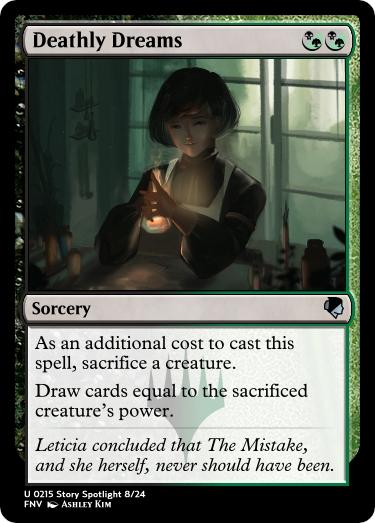 Deathly Dreams
Sorcery
As an additional cost to cast this
spell, sacrifice a creature.
Draw cards equal to the sacrificed
creature's power.
Leticia concluded that The Mistake,
and she herself, never should have been.
U 0215 Story Spotlight 8/24
FNV Ashley Kim